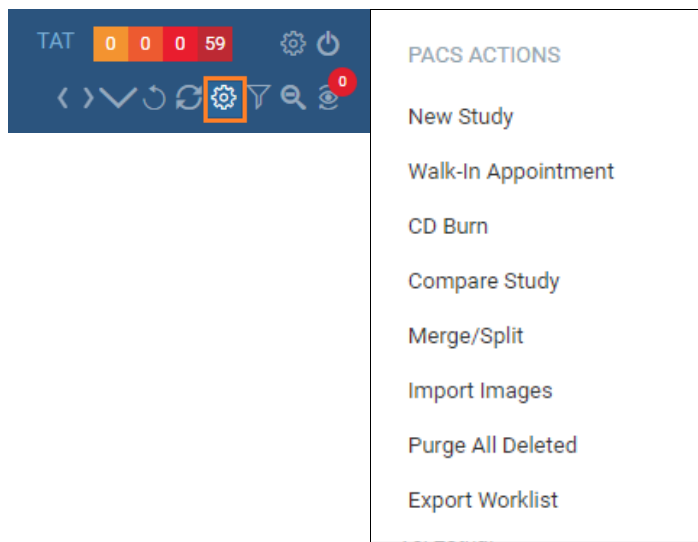 TAT 0 0 0 59
0
PACS ACTIONS
New Study
Walk-In Appointment
CD Burn
Compare Study
Merge/Split
Import Images
Purge All Deleted
Export Worklist